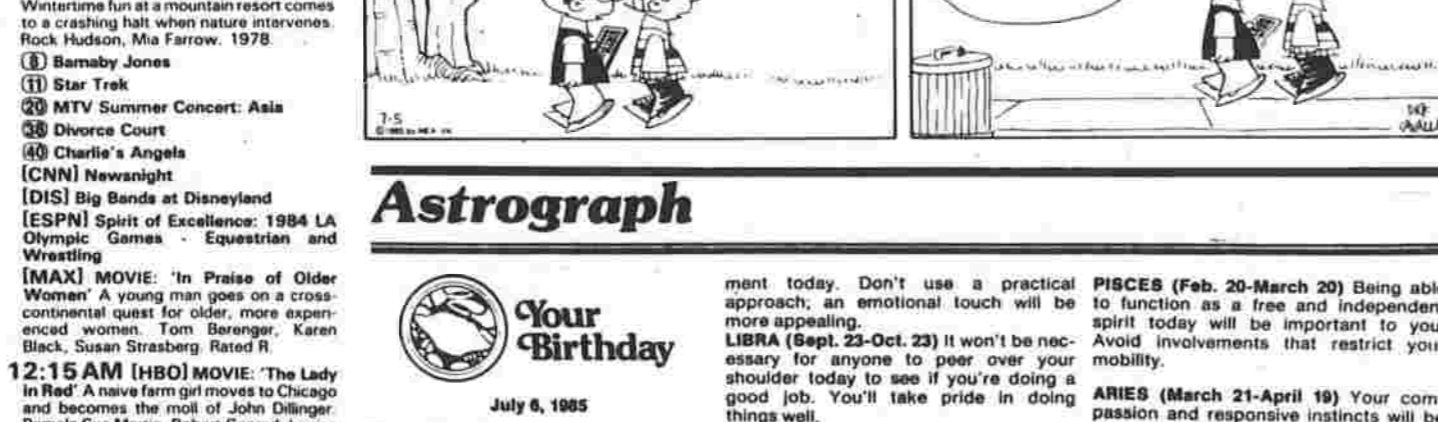 Wintertime fun at a mountain resort comes
to a crashing halt when nature intervenes.
Rock Hudson, Mia Farrow. 1978.
(8) Barnaby Jones
(11) Star Trek
(20) MTV Summer Concert: Asia
(38) Divorce Court
(40) Charlie's Angels
[CNN] Newsnight
[DIS] Big Bands at Disneyland
[ESPN] Spirit of Excellence: 1984 LA
Olympic Games - Equestrian and
Wrestling
[MAX] MOVIE: 'In Praise of Older
Women' A young man goes on a cross-
continental quest for older, more experi-
enced women. Tom Berenger, Karen
Black, Susan Strasberg. Rated R.
12:15 AM [HBO] MOVIE: 'The Lady
in Red' A naive farm girl moves to Chicago
and becomes the moll of John Dillinger.
7-5
Astrograph
Your
Birthday
July 6, 1985
ment today. Don't use a practical
approach; an emotional touch will be
more appealing.
LIBRA (Sept. 23-Oct. 23) It won't be nec-
essary for anyone to peer over your
shoulder today to see if you're doing a
good job. You'll take pride in doing
things well.
PISCES (Feb. 20-March 20) Being able
to function as a free and independen
spirit today will be important to you
Avoid involvements that restrict you
mobility.
ARIES (March 21-April 19) Your com
passion and responsive instincts will be